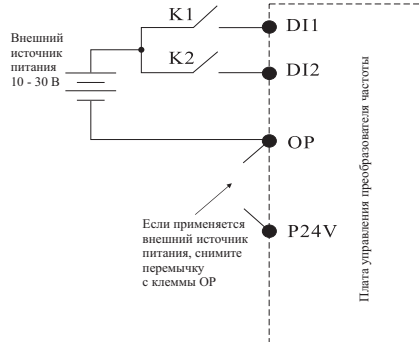 K1
DI1
Внешний
источник
питания
10 - 30 В
K2
DI2
OP
Если применяется
внешний источник
питания, снимите
перемычку
с клеммы OP
P24V
Плата управления преобразователя частоты